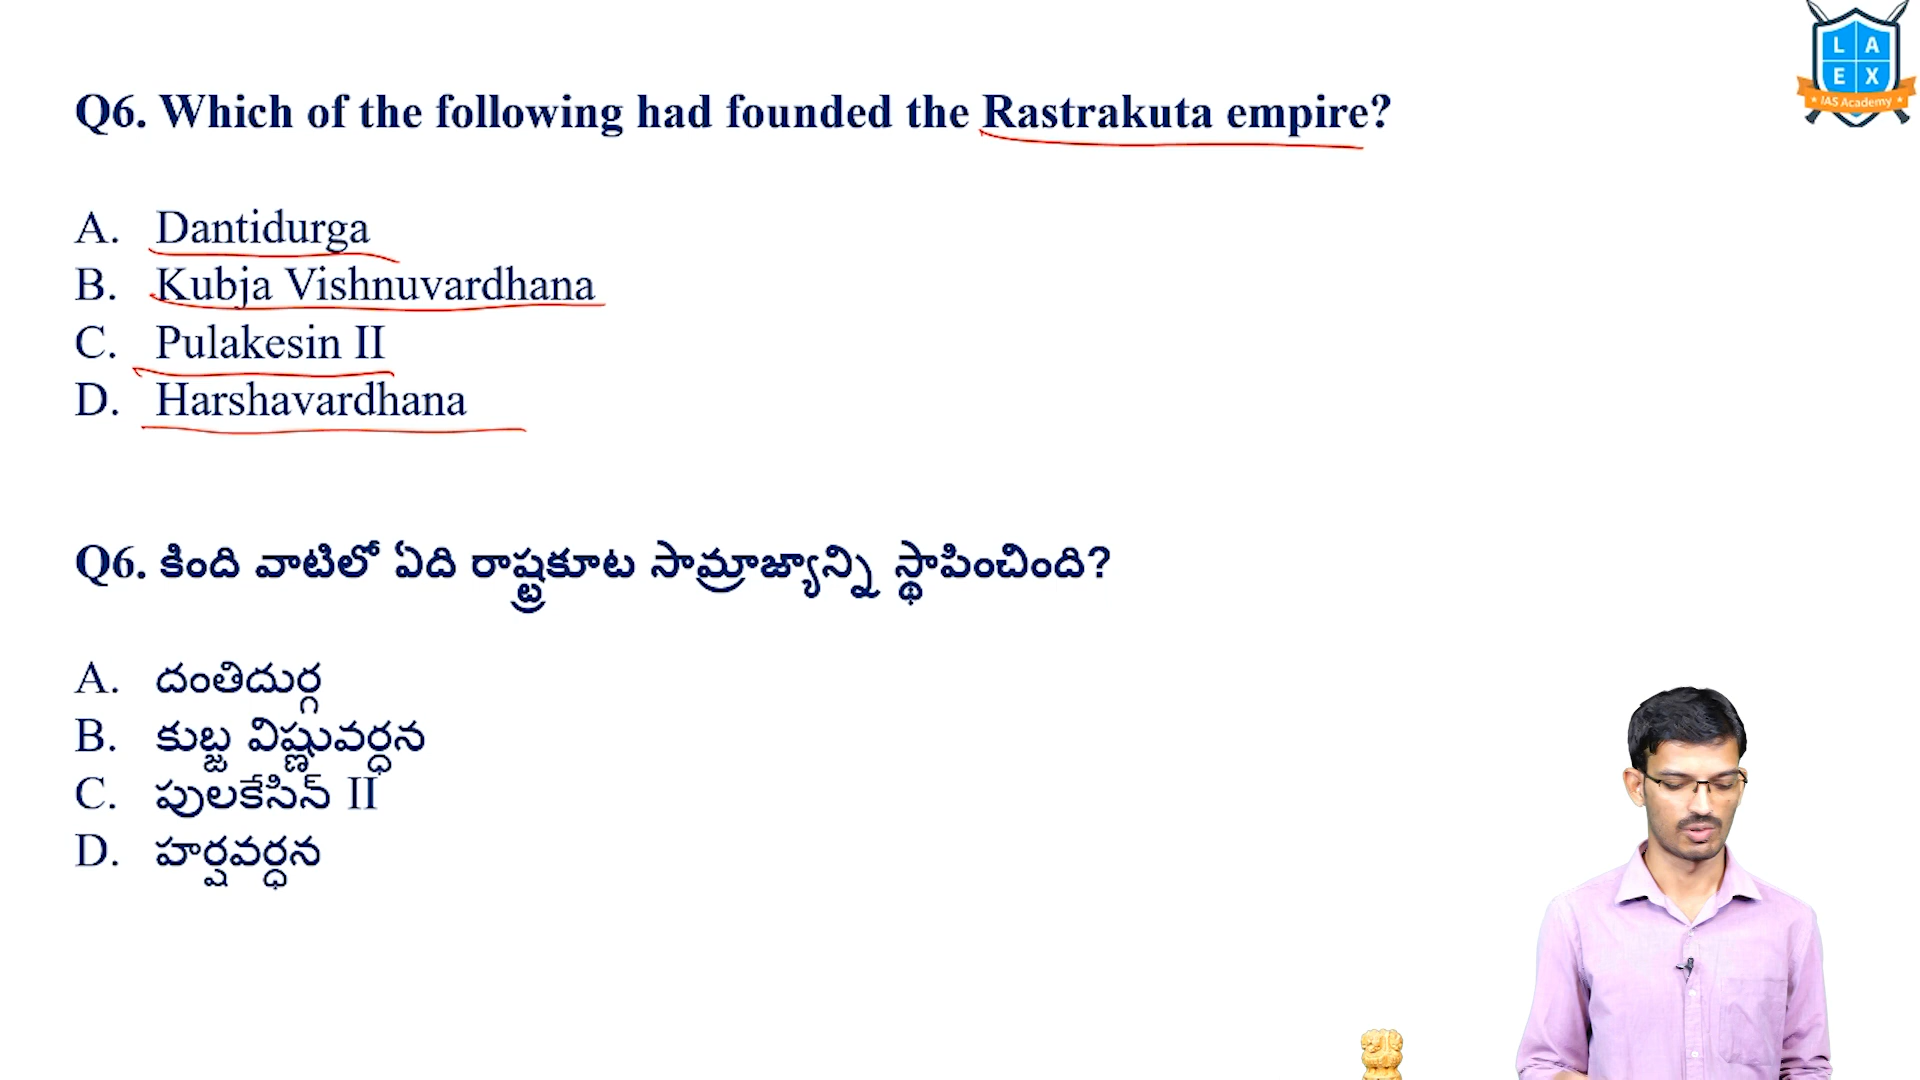 L A
E X
IAS Academy
Q6. Which of the following had founded the Rastrakuta empire?
A. Dantidurga
B. Kubja Vishnuvardhana
C. Pulakesin II
D. Harshavardhana
Q6. కింది వాటిలో ఏది రాష్ట్రకూట సామ్రాజ్యాన్ని స్థాపించింది?
A. దంతిదుర్గ
B. కుబ్జ విష్ణువర్ధన
C. పులకేసిన్ II
D. హర్షవర్ధన